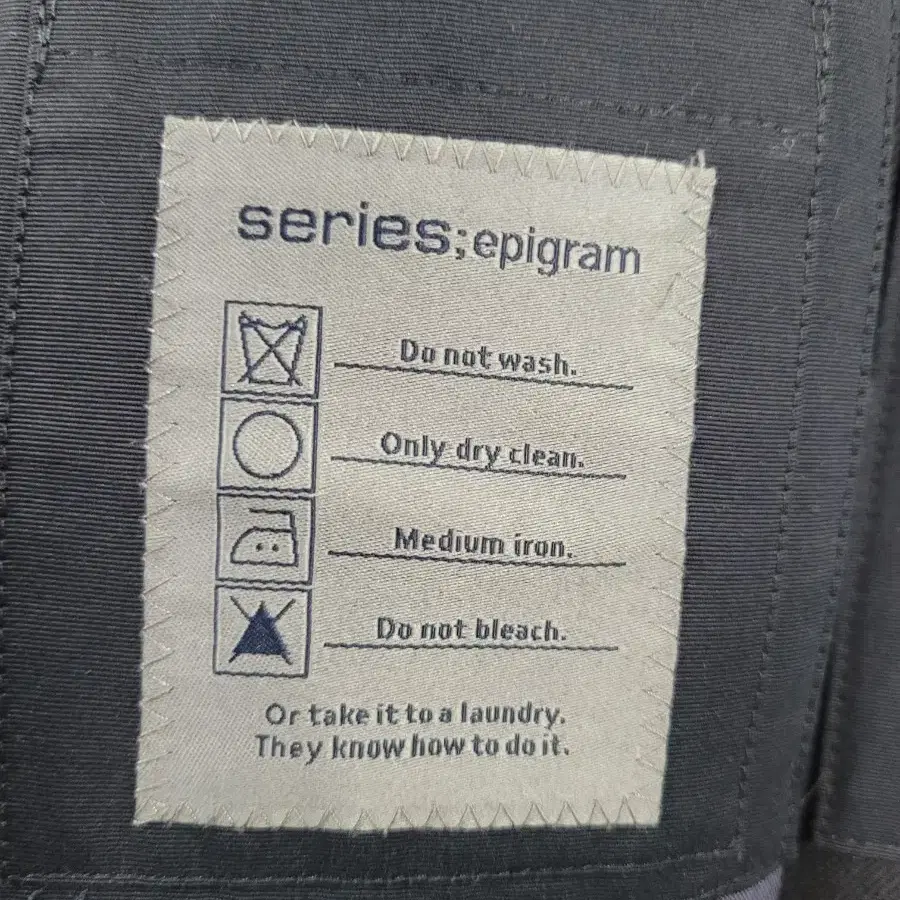 series;epigram
Do not wash.
Only dry clean.
Medium iron.
Do not bleach.
Or take it to a laundry.
They know how to do it.